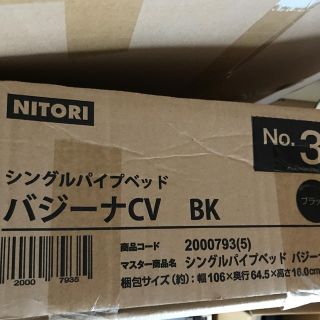 NITORI
No. 3
シングルパイプベッド
バジーナCV BK
ブラッ
商品コード 2000793(5)
マスター商品名 シングルパイプベッド バジーナ
梱包サイズ(約):幅106×奥行64.5×高さ16.0cm
2000 7935